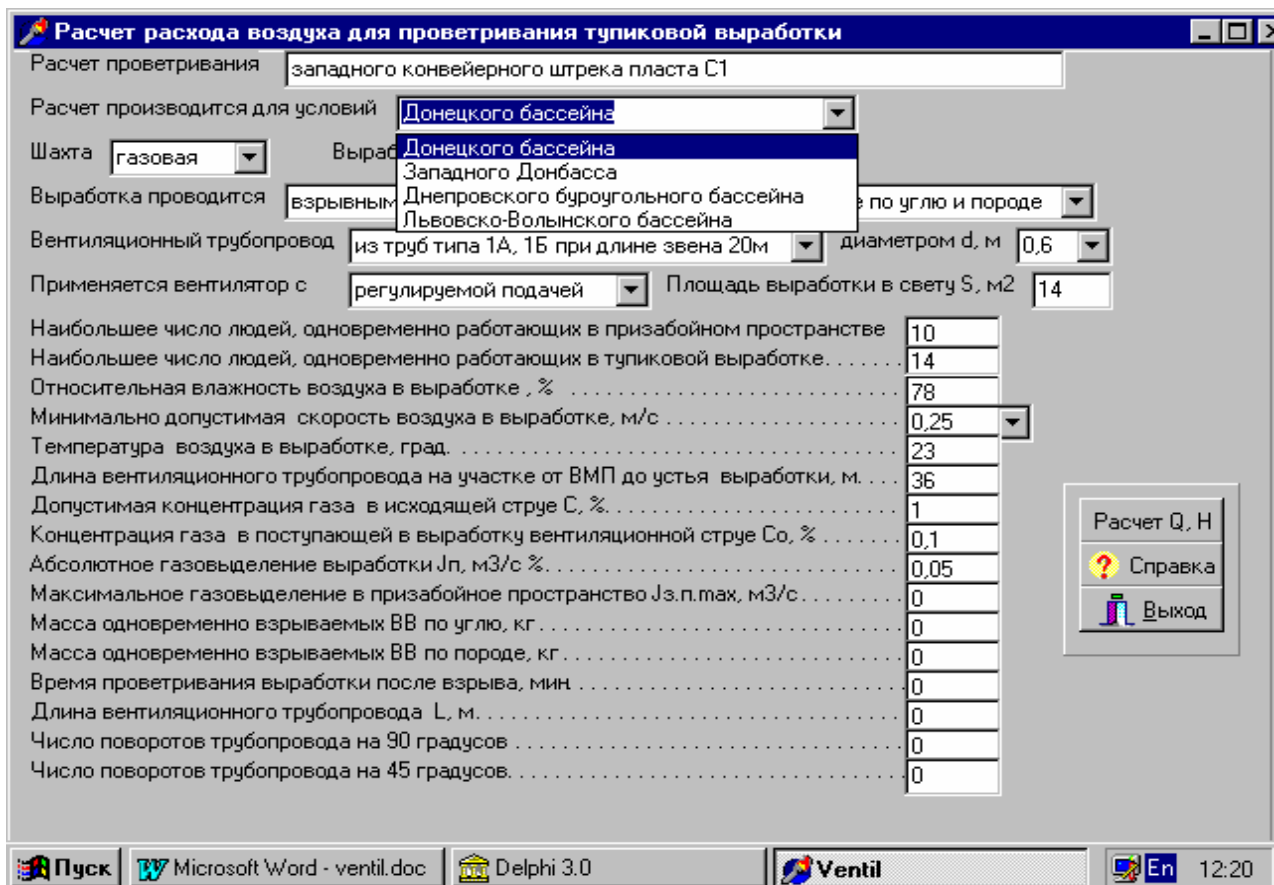 Расчет расхода воздуха для проветривания тупиковой выработки
Расчет проветривания западного конвейерного штрека пласта С1
Расчет производится для условий Донецкого бассейна
Донецкого бассейна
Западного Донбасса
Днепровского буроугольного бассейна
Львовско-Волынского бассейна
Шахта газовая Выраб
Выработка проводится взрывным е по углю и породе
Вентиляционный трубопровод из труб типа 1А, 1Б при длине звена 20м диаметром d, м 0,6
Применяется вентилятор с регулируемой подачей Площадь выработки в свету S, м2 14
Наибольшее число людей, одновременно работающих в призабойном пространстве 10
Наибольшее число людей, одновременно работающих в тупиковой выработке. . . . . . . 14
Относительная влажность воздуха в выработке , % . . . . . . . . . . . . . . . . . . . . . . . . . . 78
Минимально допустимая скорость воздуха в выработке, м/с . . . . . . . . . . . . . . . . . . . . 0,25
Температура воздуха в выработке, град. . . . . . . . . . . . . . . . . . . . . . . . . . . . . . . . . . . 23
Длина вентиляционного трубопровода на участке от ВМП до устья выработки, м. . . . 36
Допустимая концентрация газа в исходящей струе С, %. . . . . . . . . . . . . . . . . . . . . . . 1
Концентрация газа в поступающей в выработку вентиляционной струе Со, % . . . . . . . 0,1
Абсолютное газовыделение выработки Jп, м3/с %. . . . . . . . . . . . . . . . . . . . . . . . . . . . 0,05
Максимальное газовыделение в призабойное пространство Jз.п.max, м3/с . . . . . . . . . 0
Масса одновременно взрываемых ВВ по углю, кг . . . . . . . . . . . . . . . . . . . . . . . . . . . . 0
Масса одновременно взрываемых ВВ по породе, кг . . . . . . . . . . . . . . . . . . . . . . . . . . 0
Время проветривания выработки после взрыва, мин. . . . . . . . . . . . . . . . . . . . . . . . . . 0
Длина вентиляционного трубопровода L, м. . . . . . . . . . . . . . . . . . . . . . . . . . . . . . . . . 0
Число поворотов трубопровода на 90 градусов . . . . . . . . . . . . . . . . . . . . . . . . . . . . . . 0
Число поворотов трубопровода на 45 градусов. . . . . . . . . . . . . . . . . . . . . . . . . . . . . . 0
Расчет Q, H
Справка
Выход
Пуск Microsoft Word - ventil.doc Delphi 3.0 Ventil En 12:20